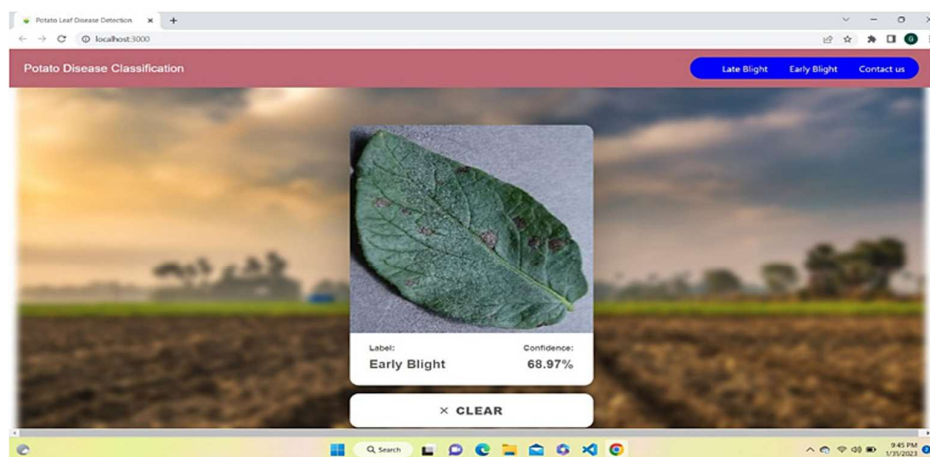 Potato Leaf Disease Detection
localhost:3000
Potato Disease Classification
Late Blight Early Blight Contact us
Label: Confidence:
Early Blight 68.97%
× CLEAR
Search
9:45 PM
1/31/2023